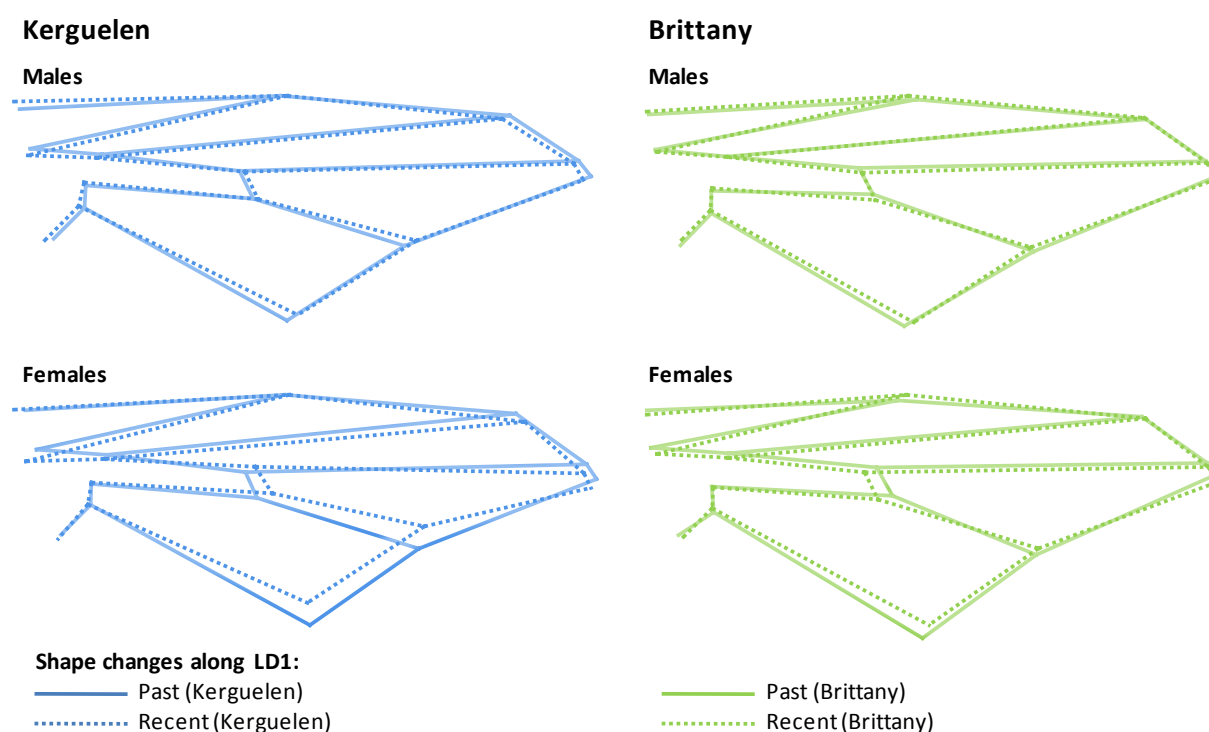 Kerguelen
Males
Females
Shape changes along LD1:
Past (Kerguelen)
Recent (Kerguelen)
Brittany
Males
Females
Past (Brittany)
Recent (Brittany)